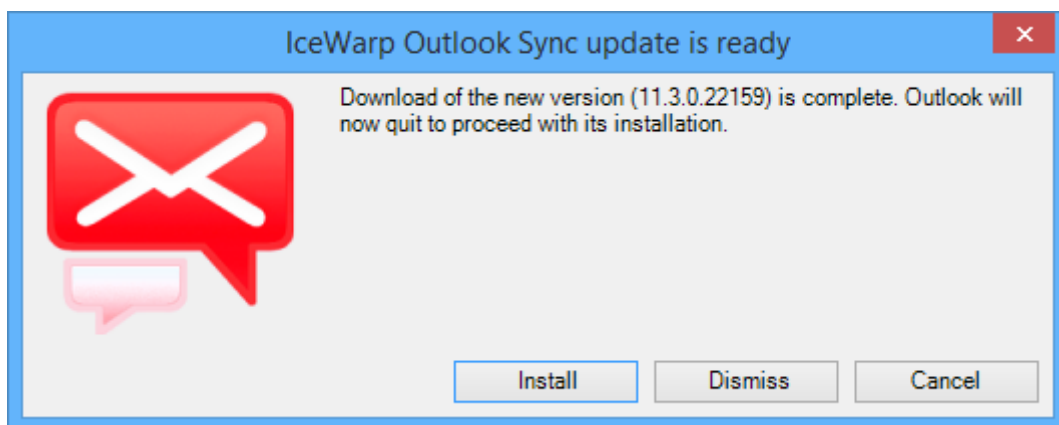 IceWarp Outlook Sync update is ready
Download of the new version (11.3.0.22159) is complete. Outlook will
now quit to proceed with its installation.
Install
Dismiss
Cancel